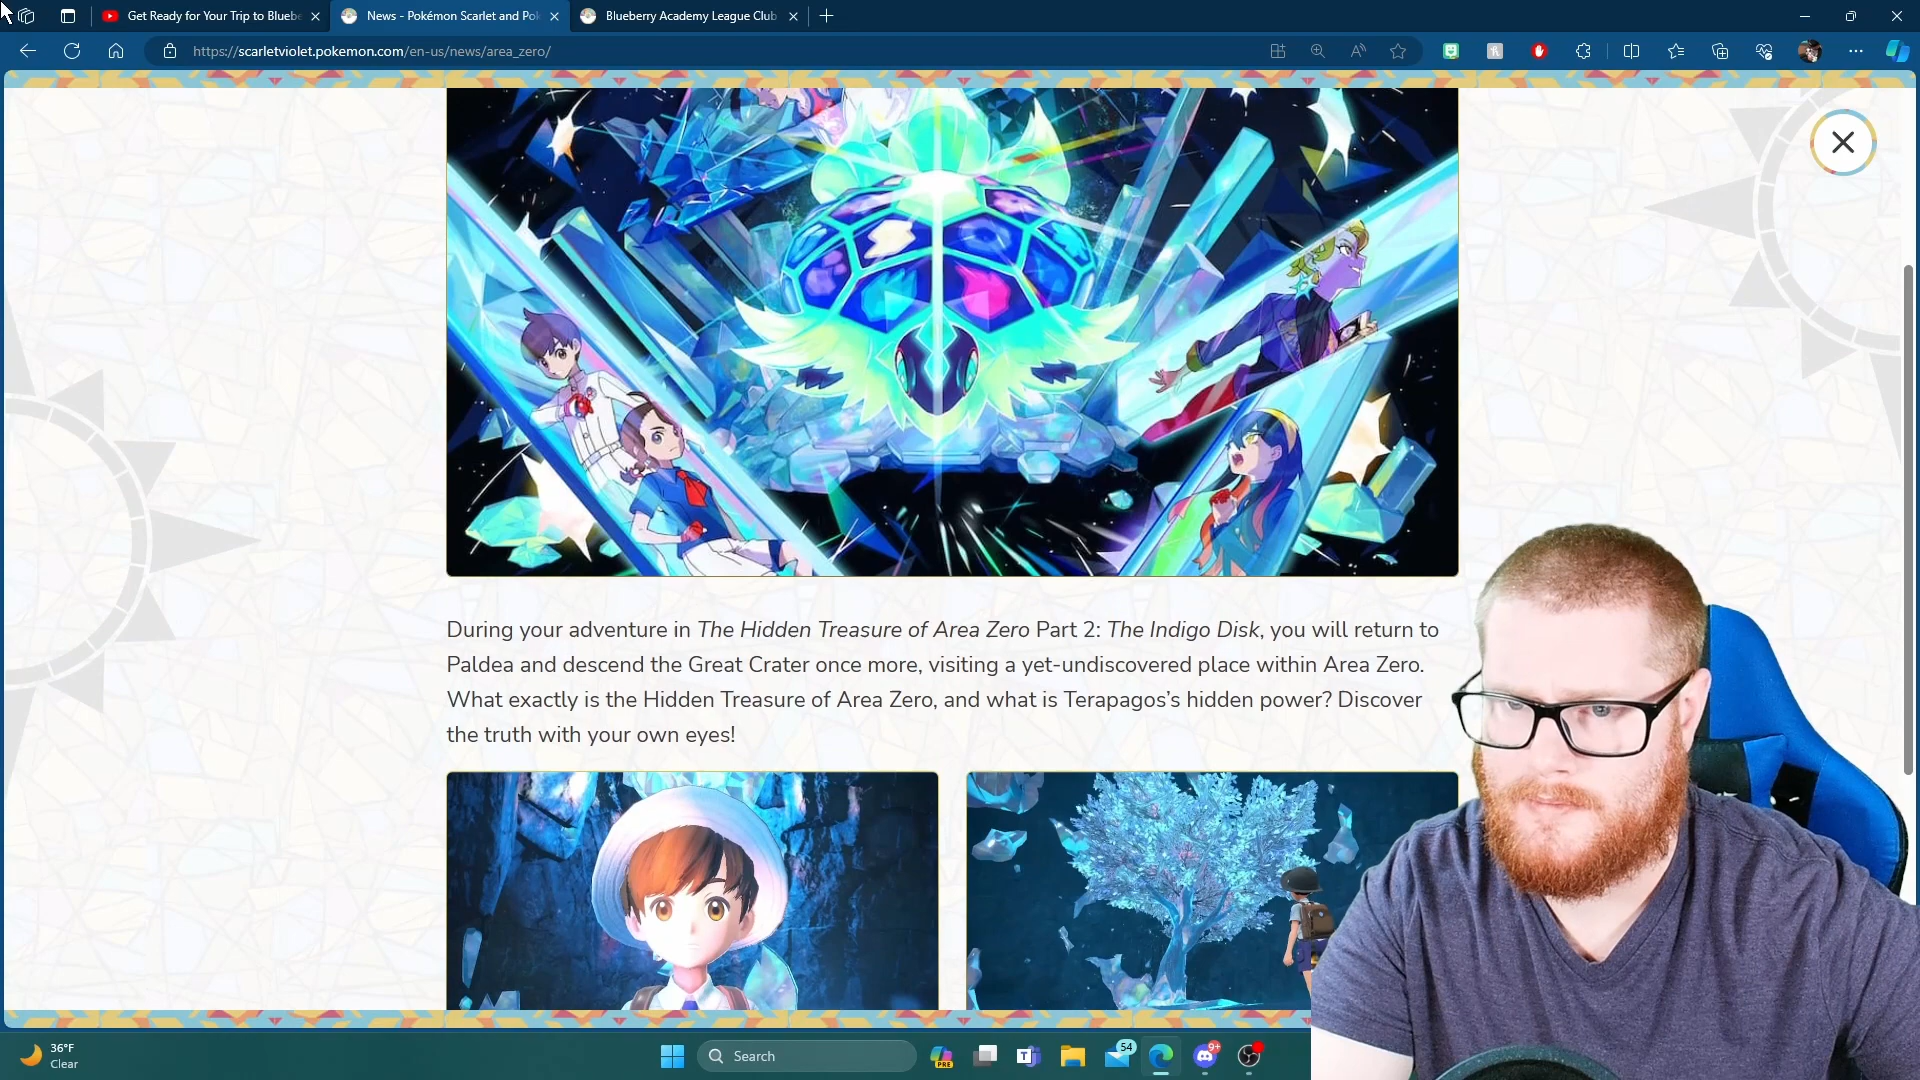 Get Ready for Your Trip to Bluebe
News - Pokémon Scarlet and Pok
Blueberry Academy League Club
https://scarletviolet.pokemon.com/en-us/news/area_zero/
During your adventure in The Hidden Treasure of Area Zero Part 2: The Indigo Disk, you will return to
Paldea and descend the Great Crater once more, visiting a yet-undiscovered place within Area Zero.
What exactly is the Hidden Treasure of Area Zero, and what is Terapagos’s hidden power? Discover
the truth with your own eyes!
36°F
Clear
Search
PRE
54
9+